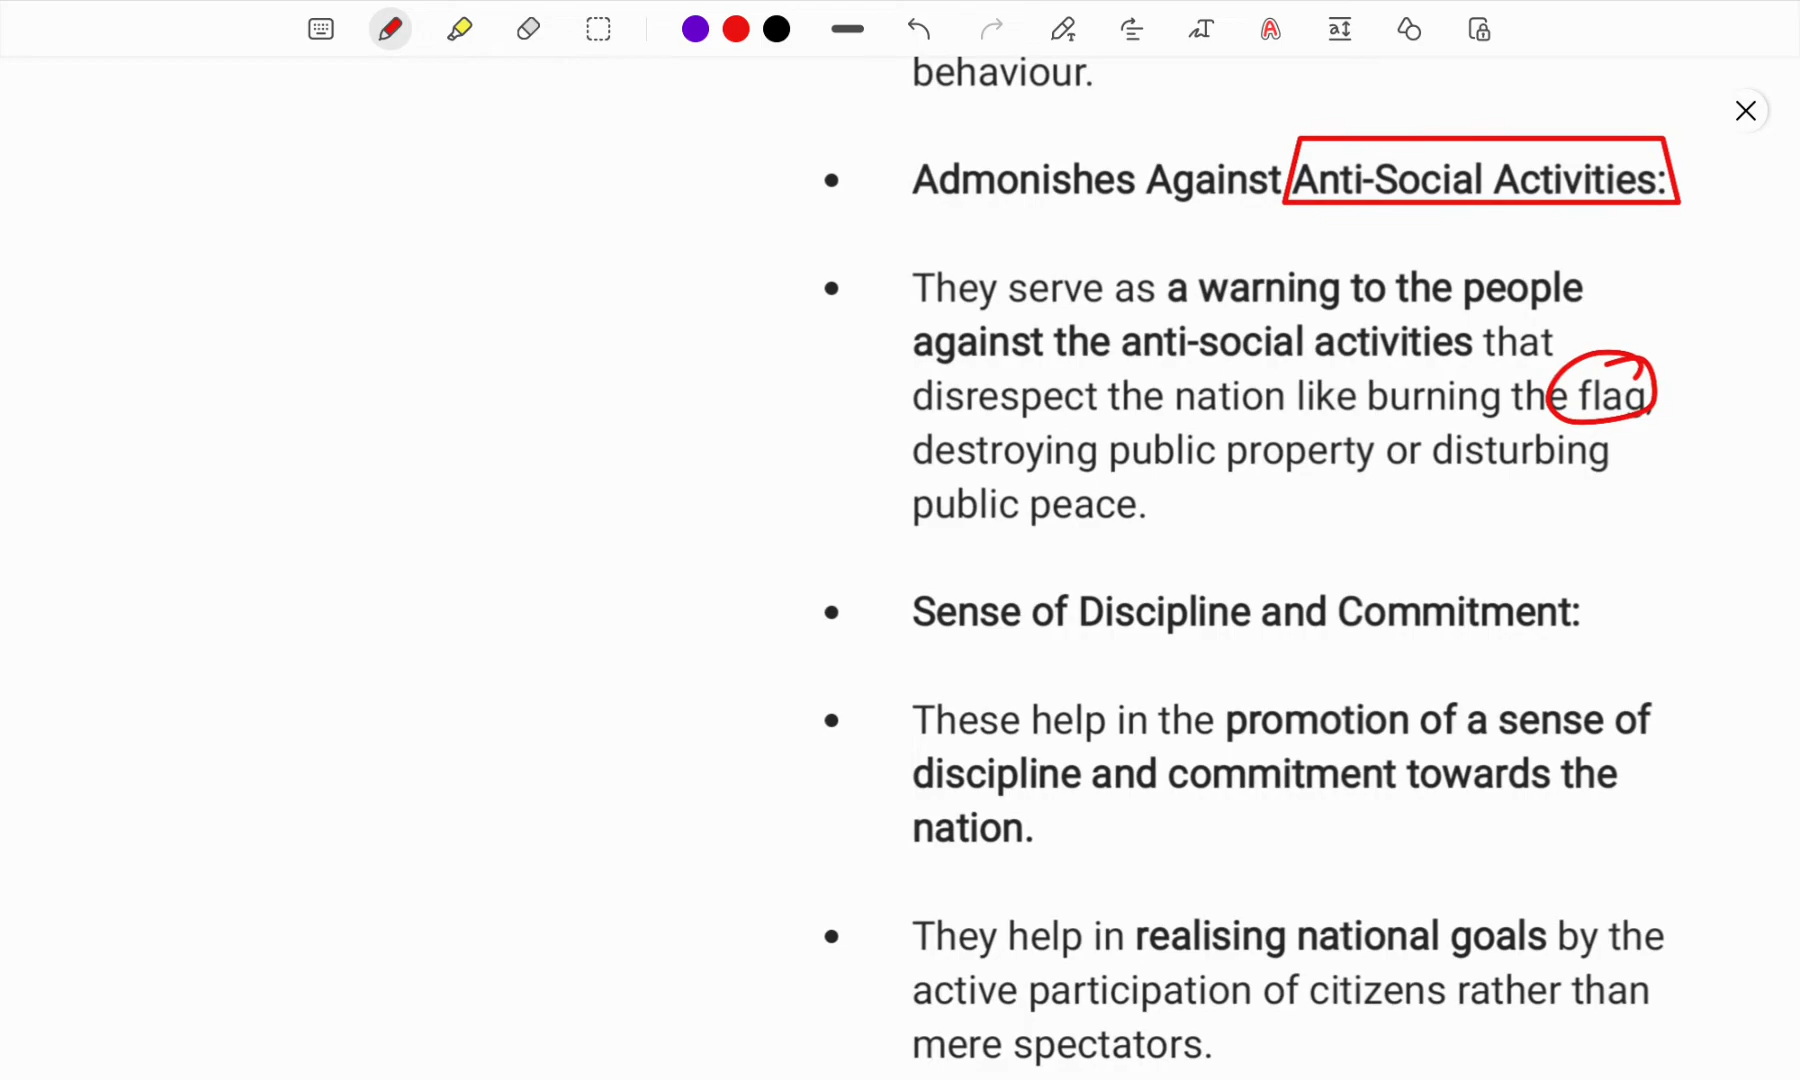 behaviour.
• Admonishes Against Anti-Social Activities:
• They serve as a warning to the people
against the anti-social activities that
disrespect the nation like burning the flag,
destroying public property or disturbing
public peace.
• Sense of Discipline and Commitment:
• These help in the promotion of a sense of
discipline and commitment towards the
nation.
• They help in realising national goals by the
active participation of citizens rather than
mere spectators.